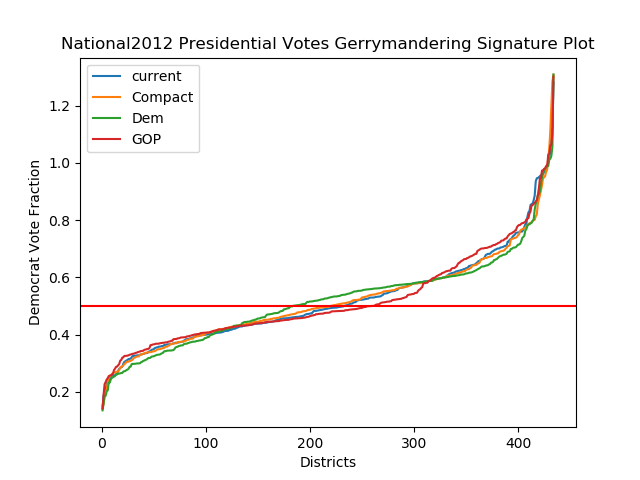 National2012 Presidential Votes Gerrymandering Signature Plot
current
Compact
Dem
GOP
1.2
1.0
0.8
0.6
0.4
0.2
Democrat Vote Fraction
0 100 200 300 400
Districts